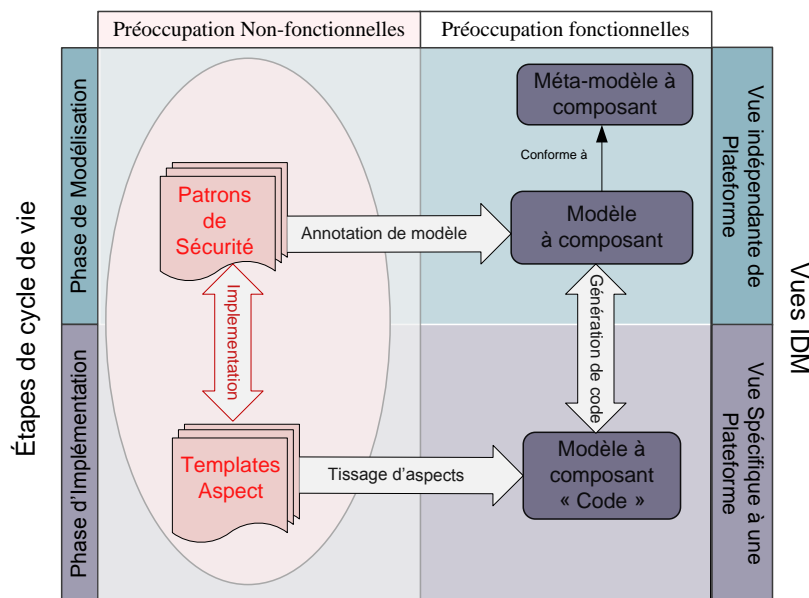 Préoccupation Non-fonctionnelles
Préoccupation fonctionnelles
Étapes de cycle de vie
Phase de Modélisation
Patrons
de
Sécurité
Annotation de modèle
Méta-modèle à
composant
Conforme à
Modèle
à composant
Vue indépendante de
Plateforme
Vues IDM
Implementation
Génération de code
Phase d'Implémentation
Templates
Aspect
Tissage d'aspects
Modèle à
composant
« Code »
Vue Spécifique à une
Plateforme